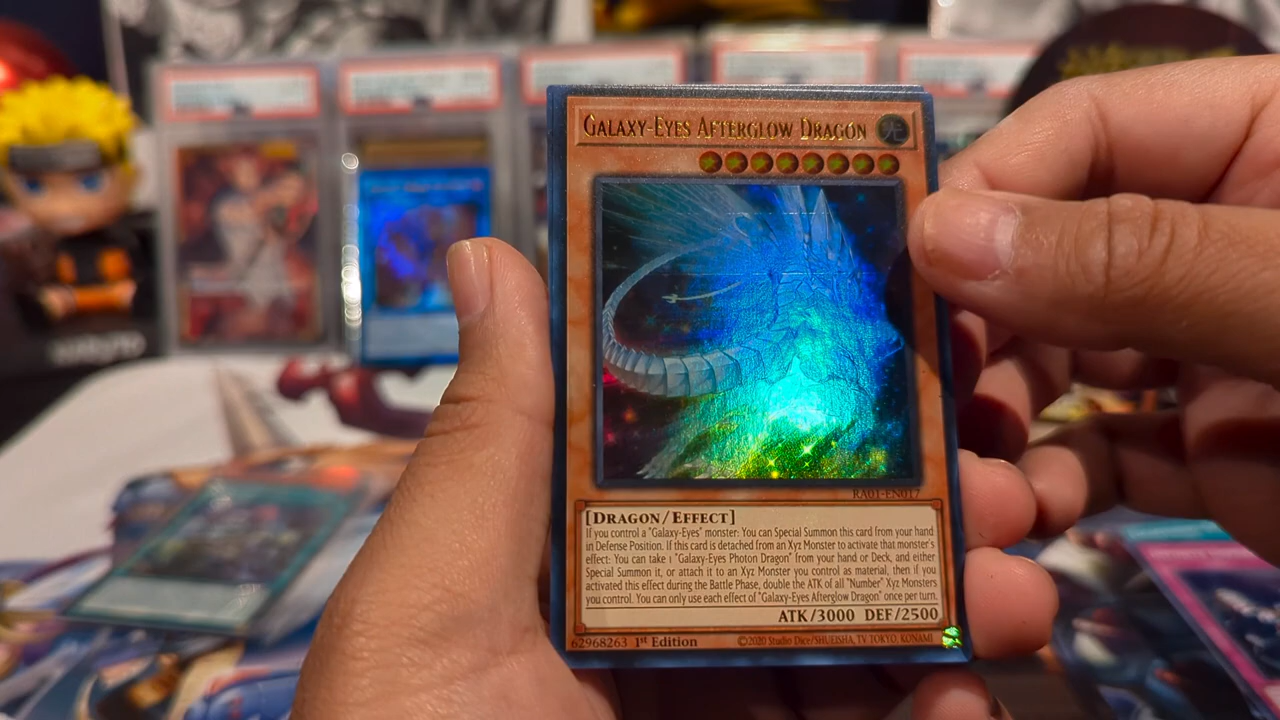 GALAXY-EYES AFTERGLOW DRAGON
RA01-EN017
[DRAGON/EFFECT]
If you control a "Galaxy-Eyes" monster: You can Special Summon this card from your hand
in Defense Position. If this card is detached from an Xyz Monster to activate that monster's
effect: You can take 1 "Galaxy-Eyes Photon Dragon" from your hand or Deck, and either
Special Summon it, or attach it to an Xyz Monster you control as material, then if you
activated this effect during the Battle Phase, double the ATK of all "Number" Xyz Monsters
you control. You can only use each effect of "Galaxy-Eyes Afterglow Dragon" once per turn.
ATK/3000 DEF/2500
62968263 1st Edition ©2020 Studio Dice/SHUEISHA, TV TOKYO, KONAMI